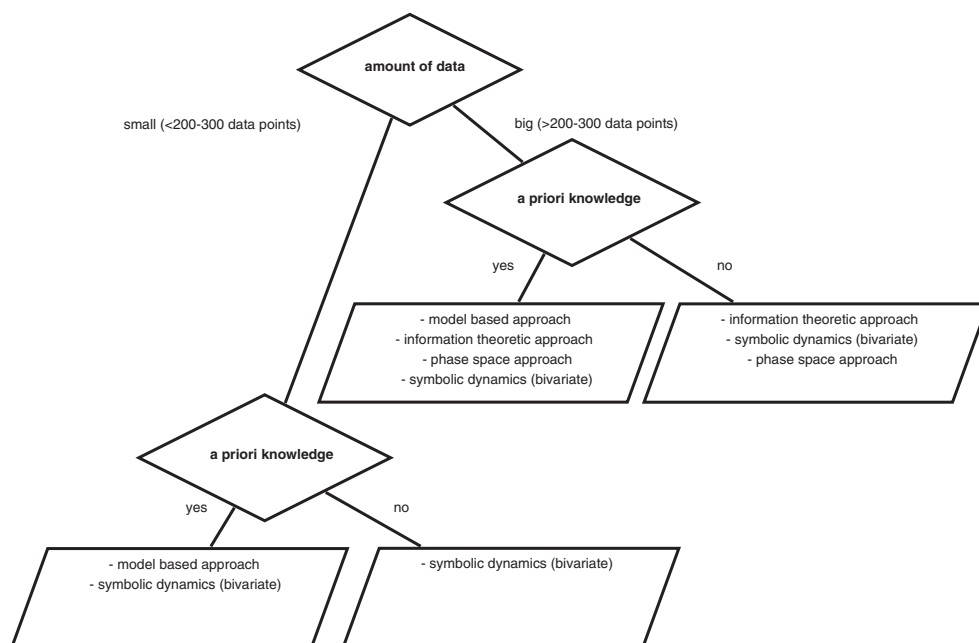 amount of data
small (<200-300 data points)
big (>200-300 data points)
a priori knowledge
yes
no
- model based approach
- information theoretic approach
- phase space approach
- symbolic dynamics (bivariate)
- information theoretic approach
- symbolic dynamics (bivariate)
- phase space approach
a priori knowledge
yes
no
- model based approach
- symbolic dynamics (bivariate)
- symbolic dynamics (bivariate)